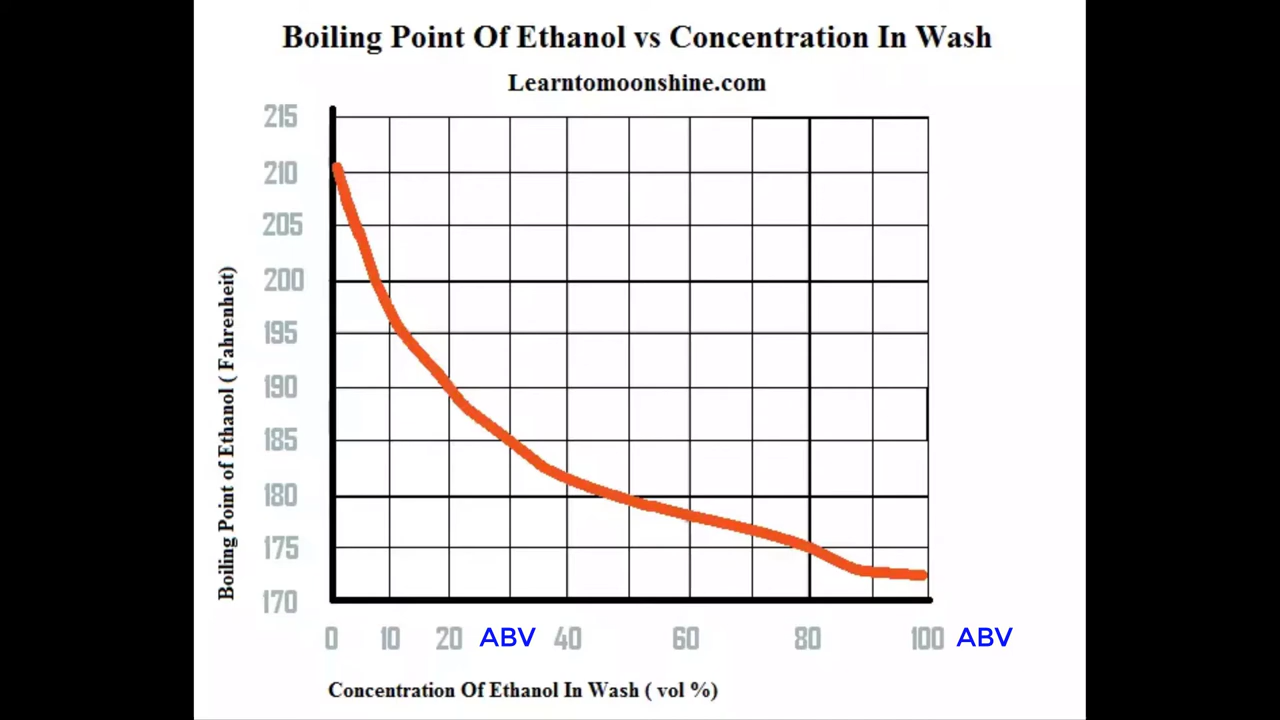 Boiling Point Of Ethanol vs Concentration In Wash
Learntomoonshine.com
215
210
205
200
195
190
185
180
175
170
Boiling Point of Ethanol ( Fahrenheit)
0 10 20 ABV 40 60 80 100 ABV
Concentration Of Ethanol In Wash ( vol %)